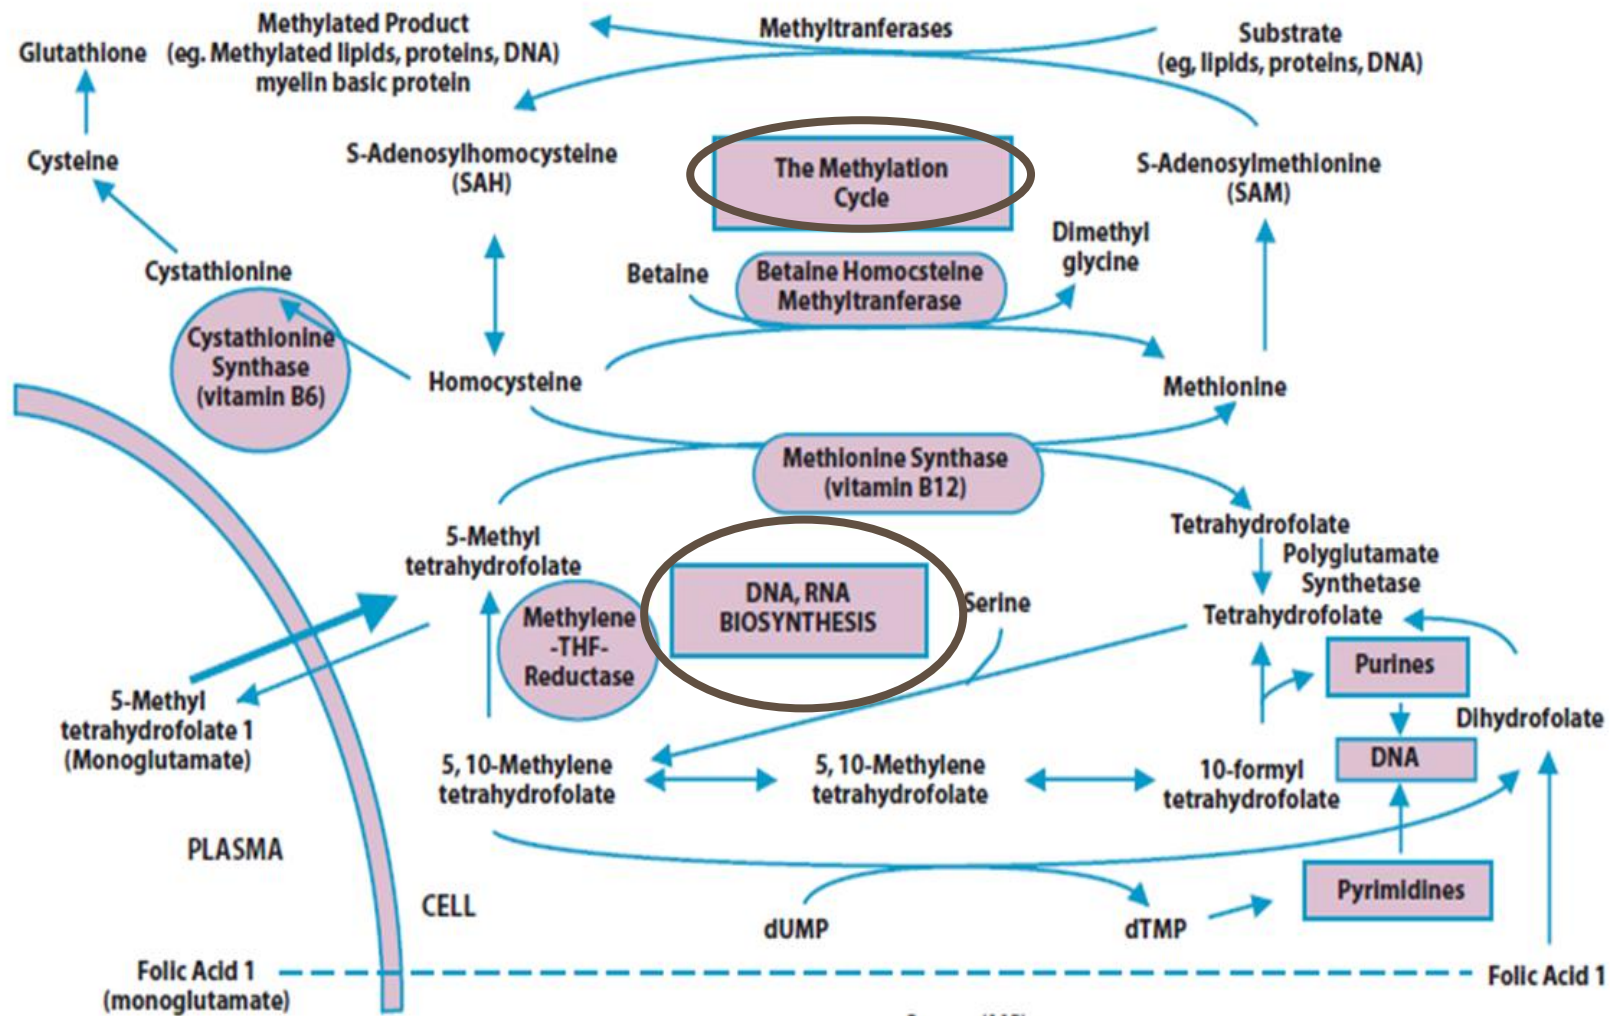 Methylated Product
(eg. Methylated lipids, proteins, DNA)
myelin basic protein
Glutathione
Methyltranferases
Substrate
(eg, lipids, proteins, DNA)
Cysteine
S-Adenosylhomocysteine
(SAH)
The Methylation
Cycle
S-Adenosylmethionine
(SAM)
Cystathionine
Betaine
Betaine Homocsteine
Methyltranferase
Dimethyl
glycine
Cystathionine
Synthase
(vitamin B6)
Homocysteine
Methionine
Methionine Synthase
(vitamin B12)
5-Methyl
tetrahydrofolate
Tetrahydrofolate
Polyglutamate
Synthetase
Tetrahydrofolate
Methylene
-THF-
Reductase
DNA, RNA
BIOSYNTHESIS
Serine
Purines
5-Methyl
tetrahydrofolate 1
(Monoglutamate)
Dihydrofolate
DNA
5, 10-Methylene
tetrahydrofolate
5, 10-Methylene
tetrahydrofolate
10-formyl
tetrahydrofolate
PLASMA
CELL
Pyrimidines
dUMP
dTMP
Folic Acid 1
(monoglutamate)
Folic Acid 1